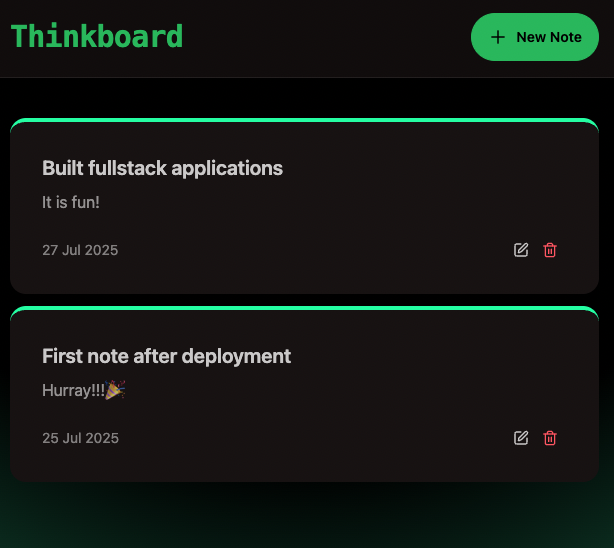 Thinkboard
+ New Note
Built fullstack applications
It is fun!
27 Jul 2025
First note after deployment
Hurray!!!🎉
25 Jul 2025